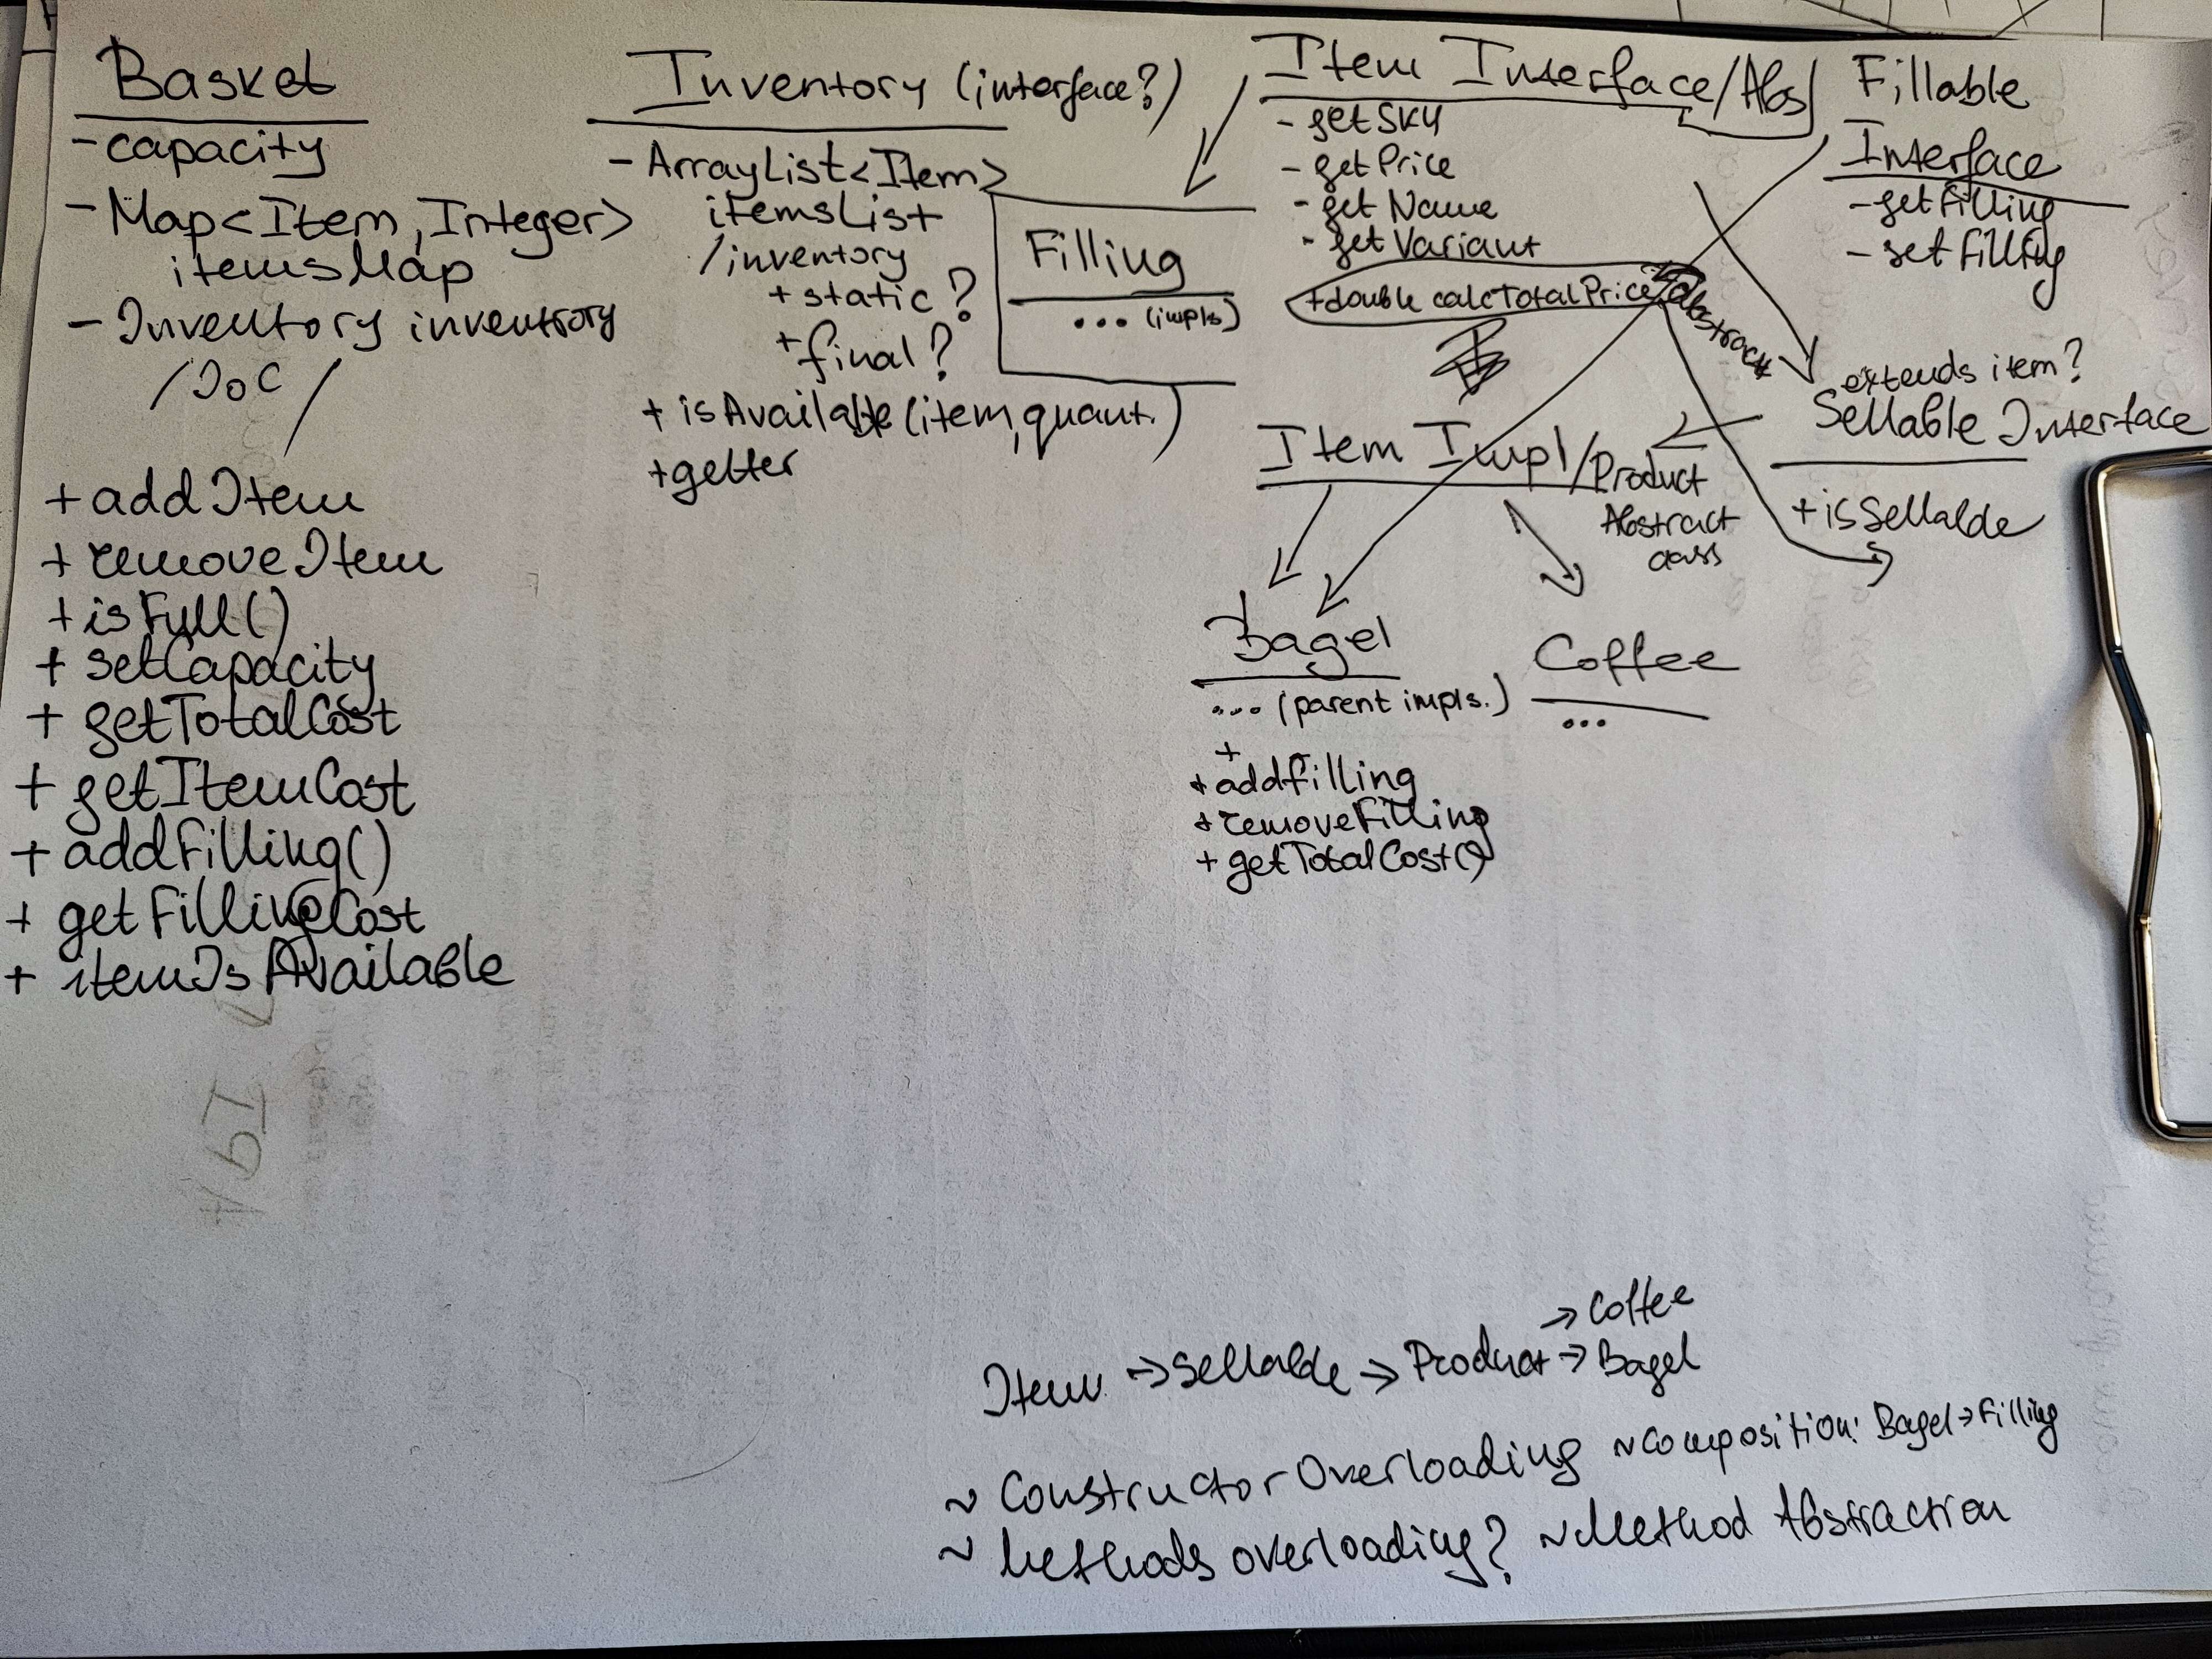 Basket
- capacity
- Map<Item, Integer>
itemsMap
- Inventory inventory
/IoC/
+ addItem
+ removeItem
+ isFull()
+ setCapacity
+ getTotalCost
+ getItemCost
+ addFilling()
+ getFillingCost
+ itemIsAvailable
Inventory (interface?)
- ArrayList<Item>
itemsList
/inventory
+ static?
+ final?
+ isAvailable(item, quant.)
+ getter
Filling
... (impls)
Item Interface/Abs
- getSKU
- getPrice
- getName
- getVariant
+ double calcTotalPrice
abstract
Fillable
Interface
- getFilling
- setFilling
extends item?
Sellable Interface
+ isSellable
Item Impl/Product
Abstract
class
Bagel
... (parent impls.)
+
+ addFilling
+ removeFilling
+ getTotalCost()
Coffee
...
Item → Sellable → Product → Coffee
→ Bagel
~ Constructor Overloading ~ Composition: Bagel → Filling
~ Methods overloading? ~ Method Abstraction